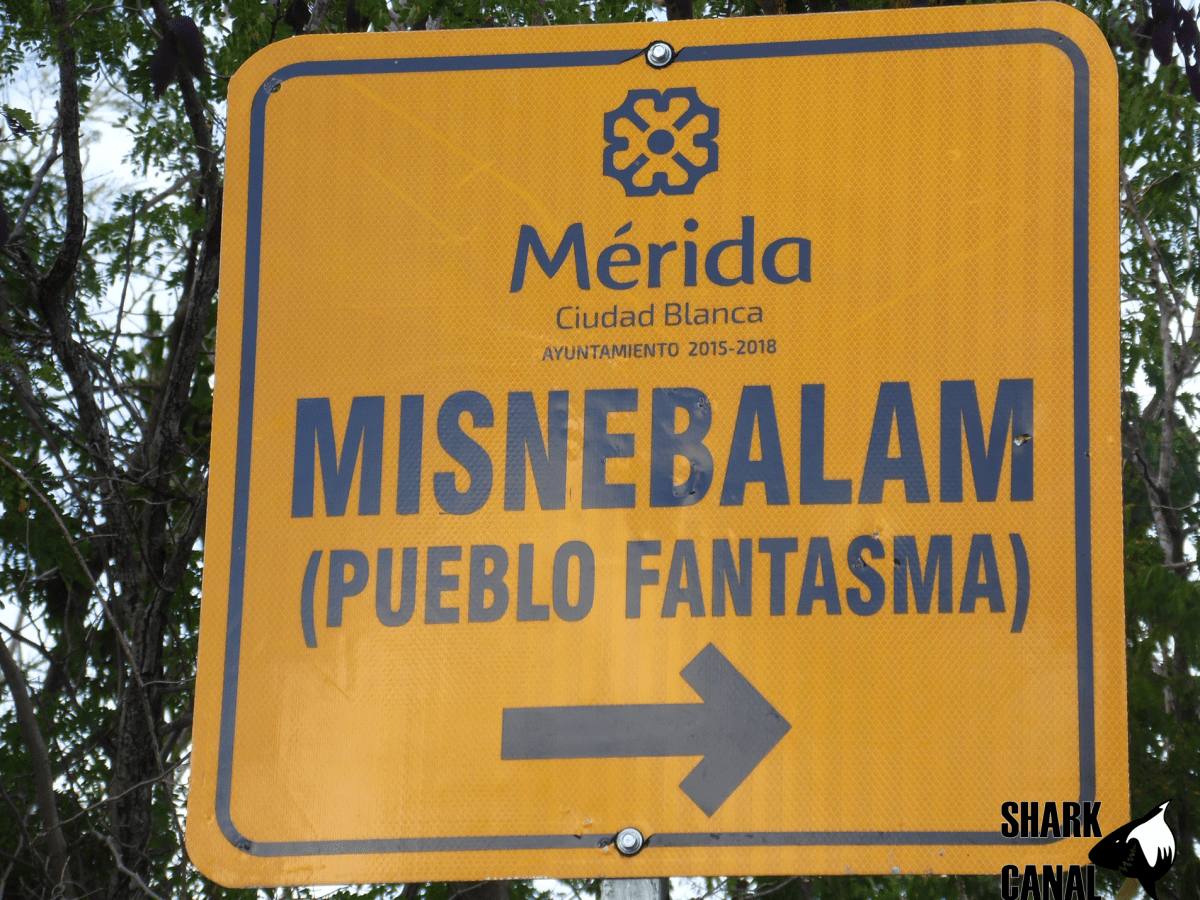 Mérida
Ciudad Blanca
AYUNTAMIENTO 2015-2018
MISNEBALAM
(PUEBLO FANTASMA)
SHARK
CANAL